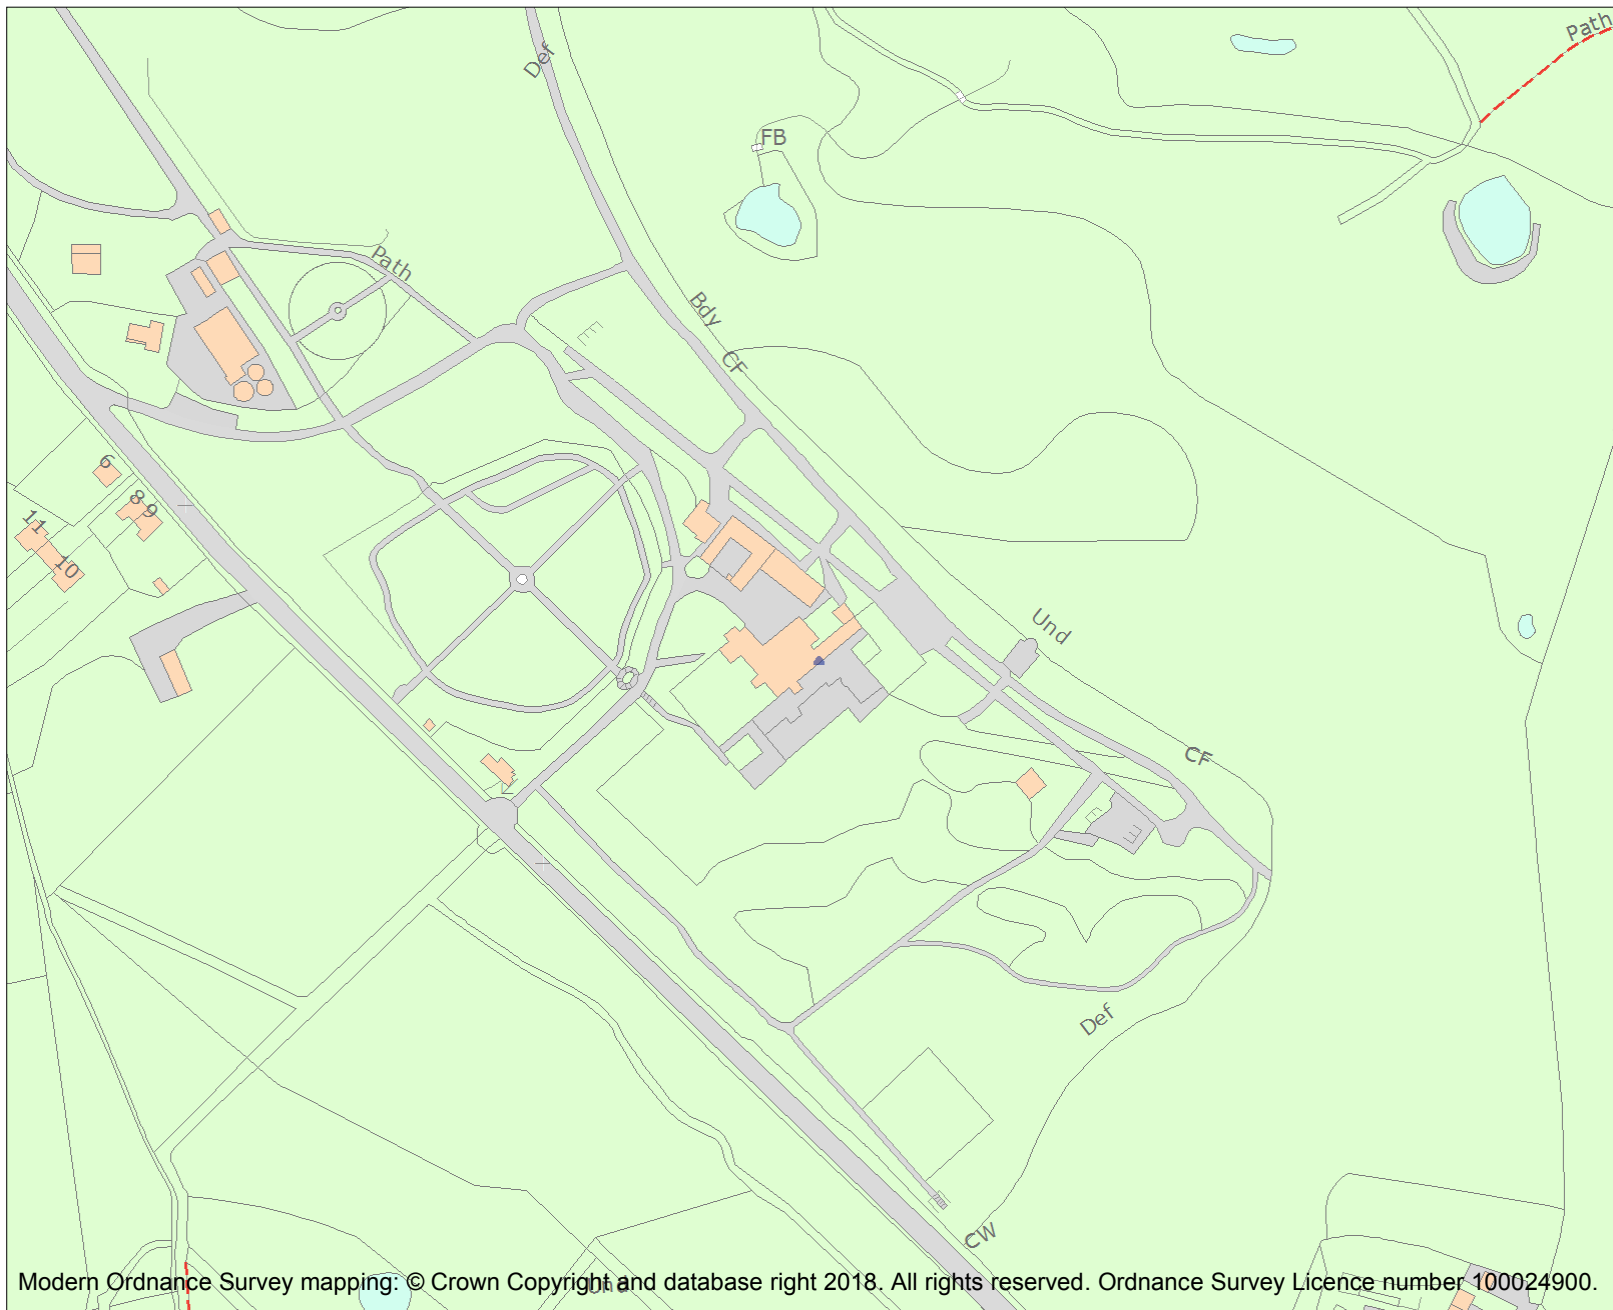 Path
Def
FB
Path
Bdy
CF
6
8 9
11
10
Und
CF
Def
CW
Und
Modern Ordnance Survey mapping: © Crown Copyright and database right 2018. All rights reserved. Ordnance Survey Licence number 100024900.